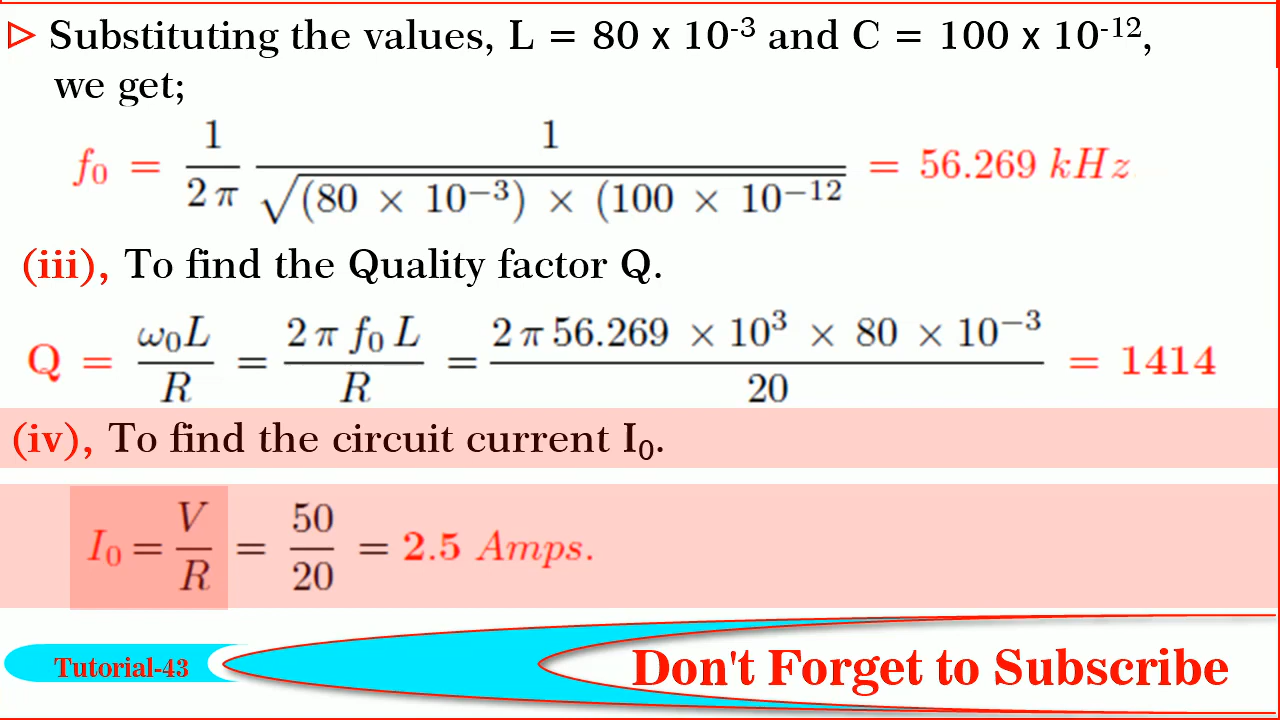 ▷ Substituting the values, L = 80 x 10⁻³ and C = 100 x 10⁻¹²,
we get;
f₀ = 1/(2 π) 1/√(80 × 10⁻³) × (100 × 10⁻¹² = 56.269 kHz
(iii), To find the Quality factor Q.
Q = ω₀L/R = 2 π f₀ L/R = 2 π 56.269 × 10³ × 80 × 10⁻³/20 = 1414
(iv), To find the circuit current I₀.
I₀ = V/R = 50/20 = 2.5 Amps.
Tutorial-43
Don't Forget to Subscribe